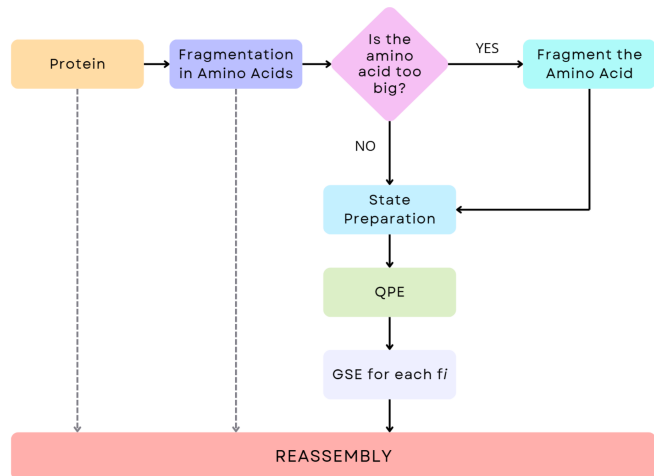 Protein
Fragmentation
in Amino Acids
Is the
amino
acid too
big?
YES
Fragment the
Amino Acid
NO
State
Preparation
QPE
GSE for each fi
REASSEMBLY